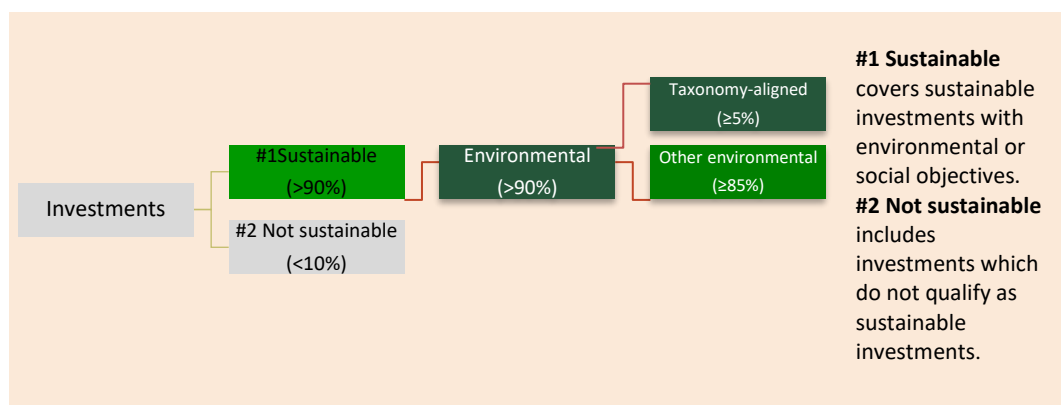 Investments
#1Sustainable
(>90%)
#2 Not sustainable
(<10%)
Environmental
(>90%)
Taxonomy-aligned
(≥5%)
Other environmental
(≥85%)
#1 Sustainable
covers sustainable
investments with
environmental or
social objectives.
#2 Not sustainable
includes
investments which
do not qualify as
sustainable
investments.